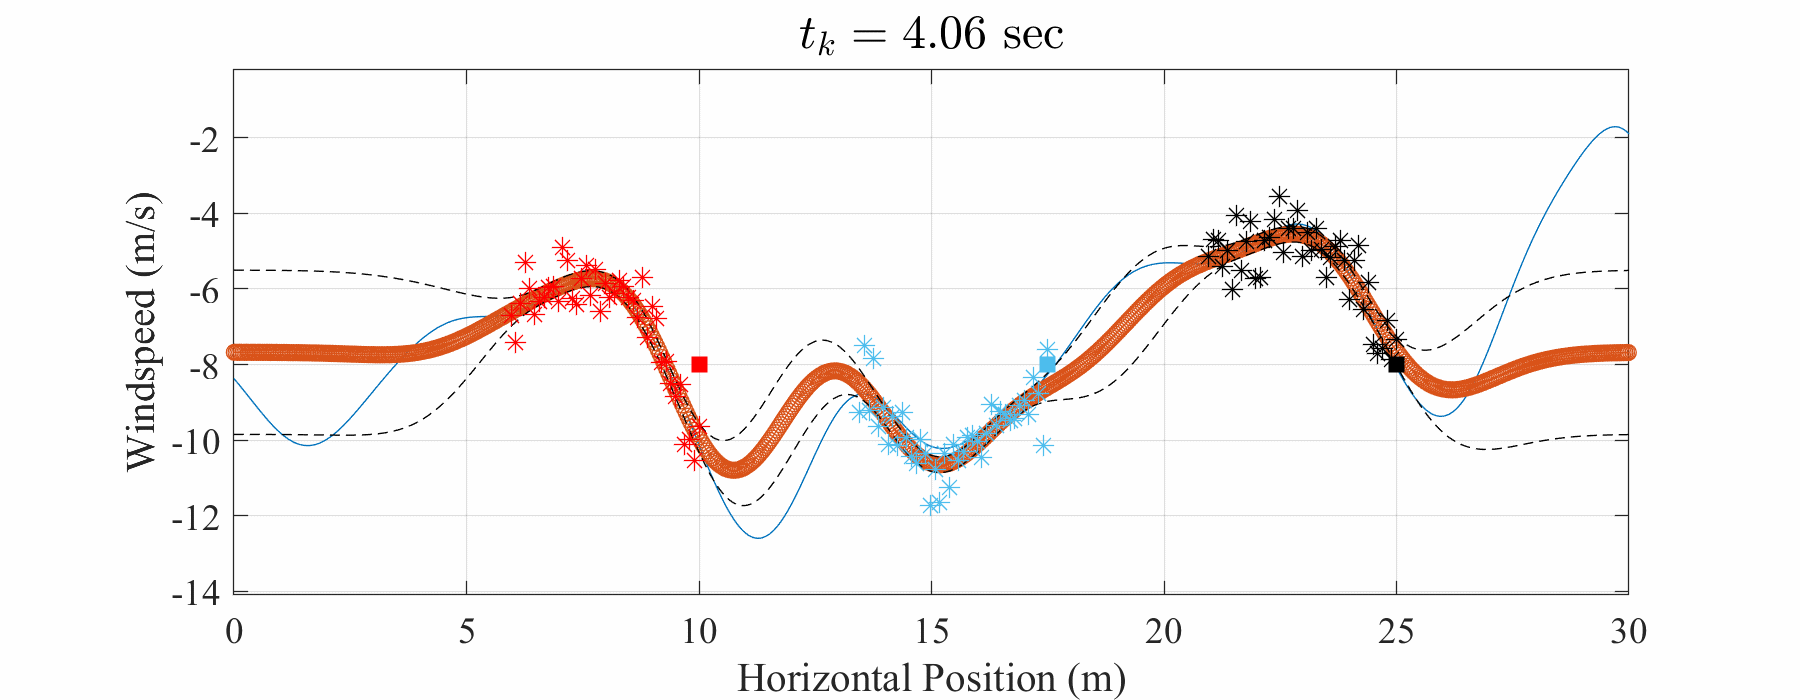 t_k = 4.06 sec
Windspeed (m/s)
-2
-4
-6
-8
-10
-12
-14
0 5 10 15 20 25 30
Horizontal Position (m)